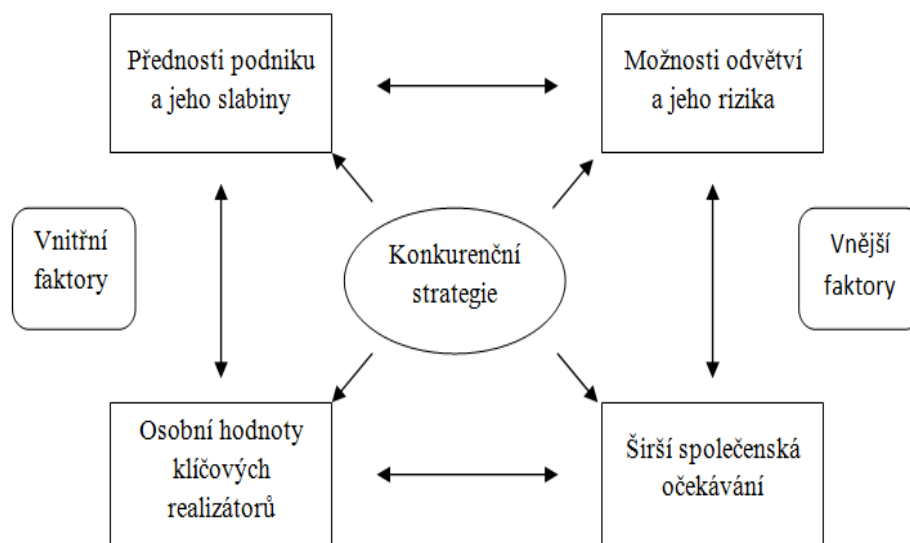 Přednosti podniku
a jeho slabiny
Možnosti odvětví
a jeho rizika
Vnitřní
faktory
Konkurenční
strategie
Vnější
faktory
Osobní hodnoty
klíčových
realizátorů
Širší společenská
očekávání